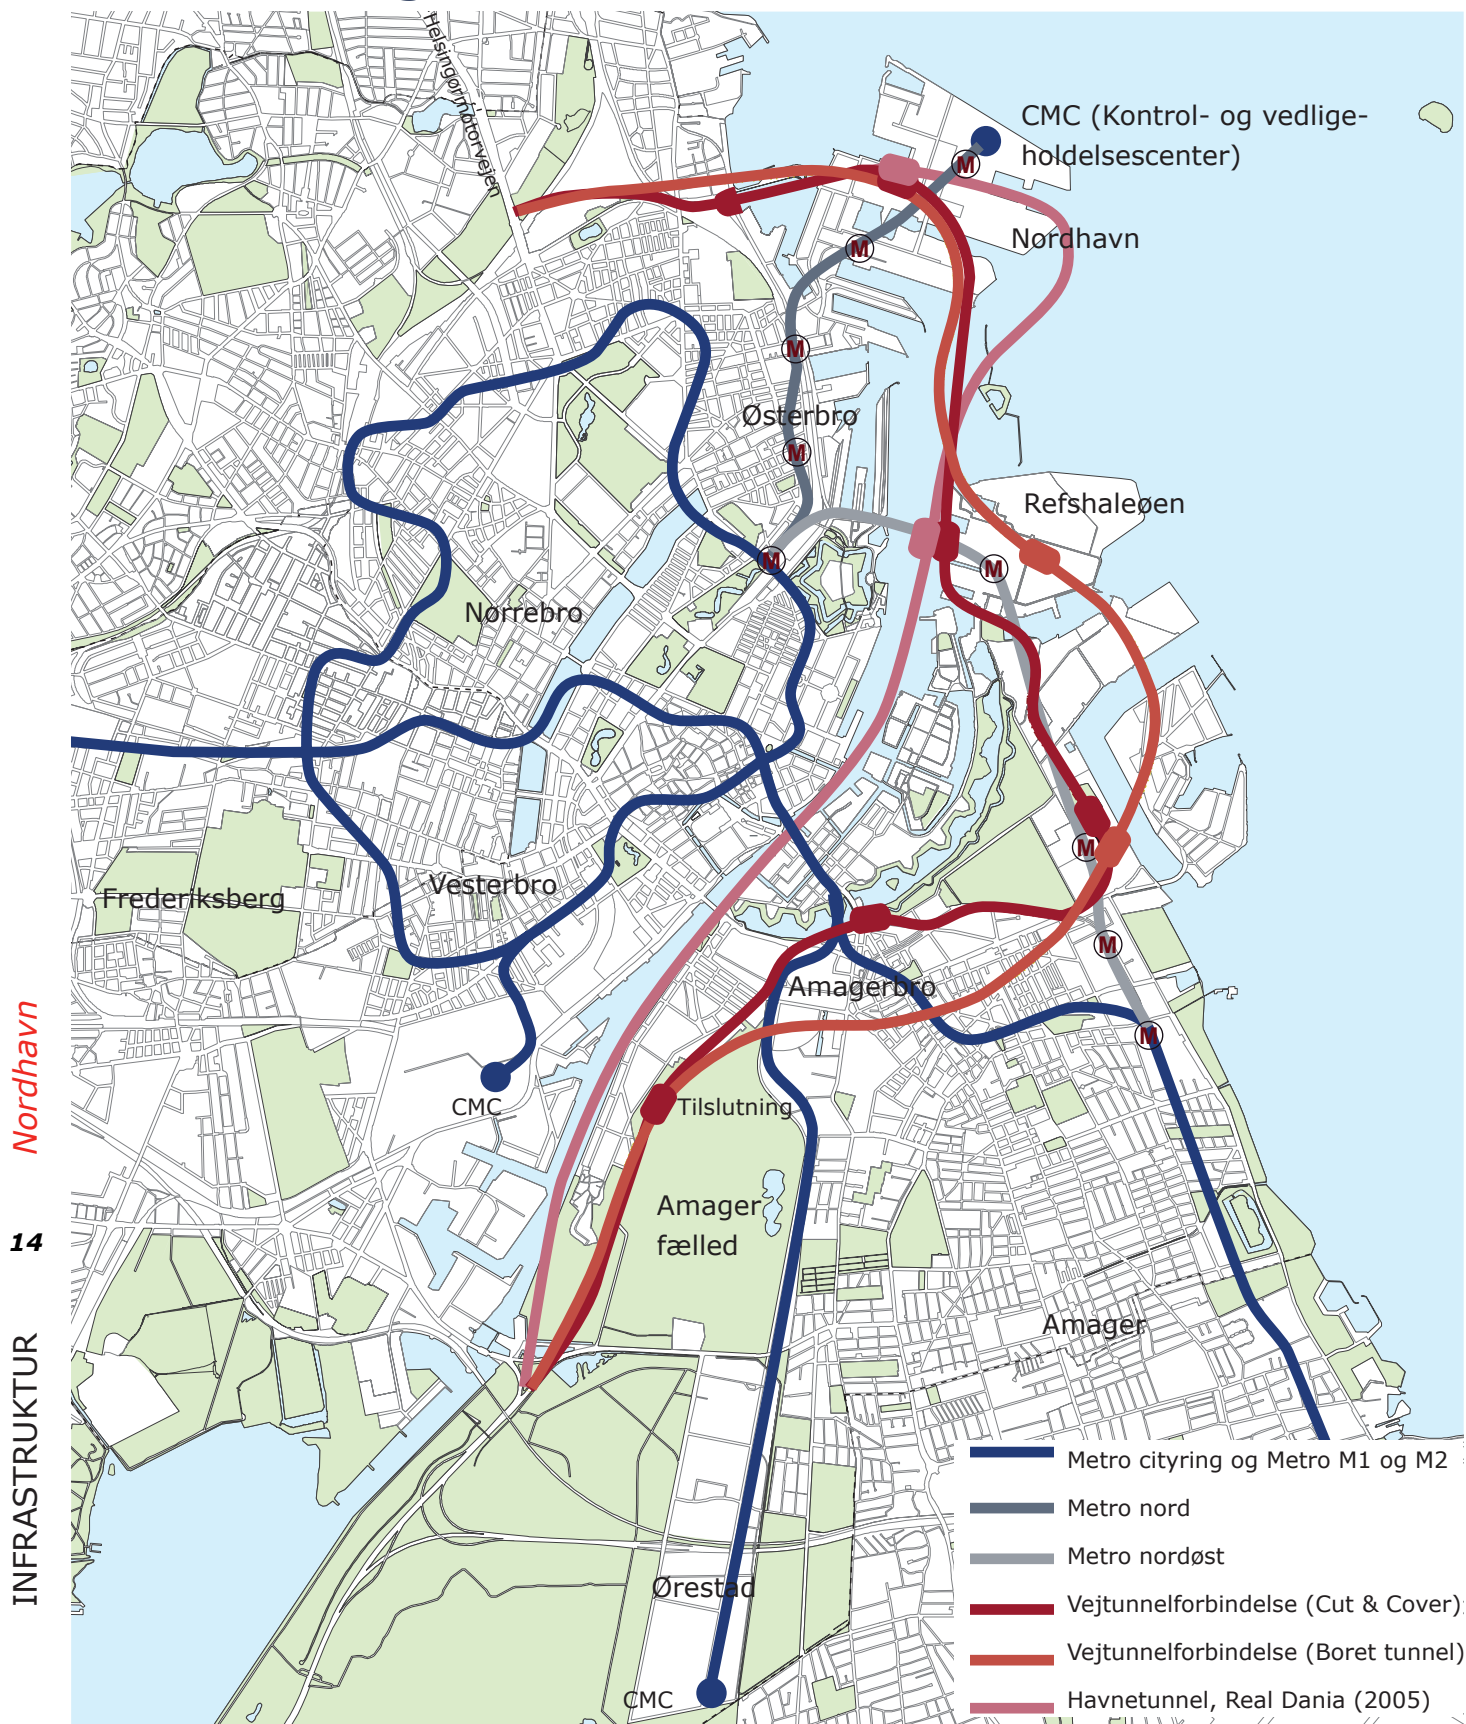 Helsingørmotorvejen
CMC (Kontrol- og vedlige-
holdelsescenter)
M
Nordhavn
M
M
Østerbro
M
Refshaleøen
M
M
Nørrebro
M
Vesterbro
Frederiksberg
M
Amagerbro
M
CMC
Tilslutning
Amager
fælled
Amager
Ørestad
CMC
Metro cityring og Metro M1 og M2
Metro nord
Metro nordøst
Vejtunnelforbindelse (Cut & Cover)
Vejtunnelforbindelse (Boret tunnel)
Havnetunnel, Real Dania (2005)
Nordhavn
14
INFRASTRUKTUR